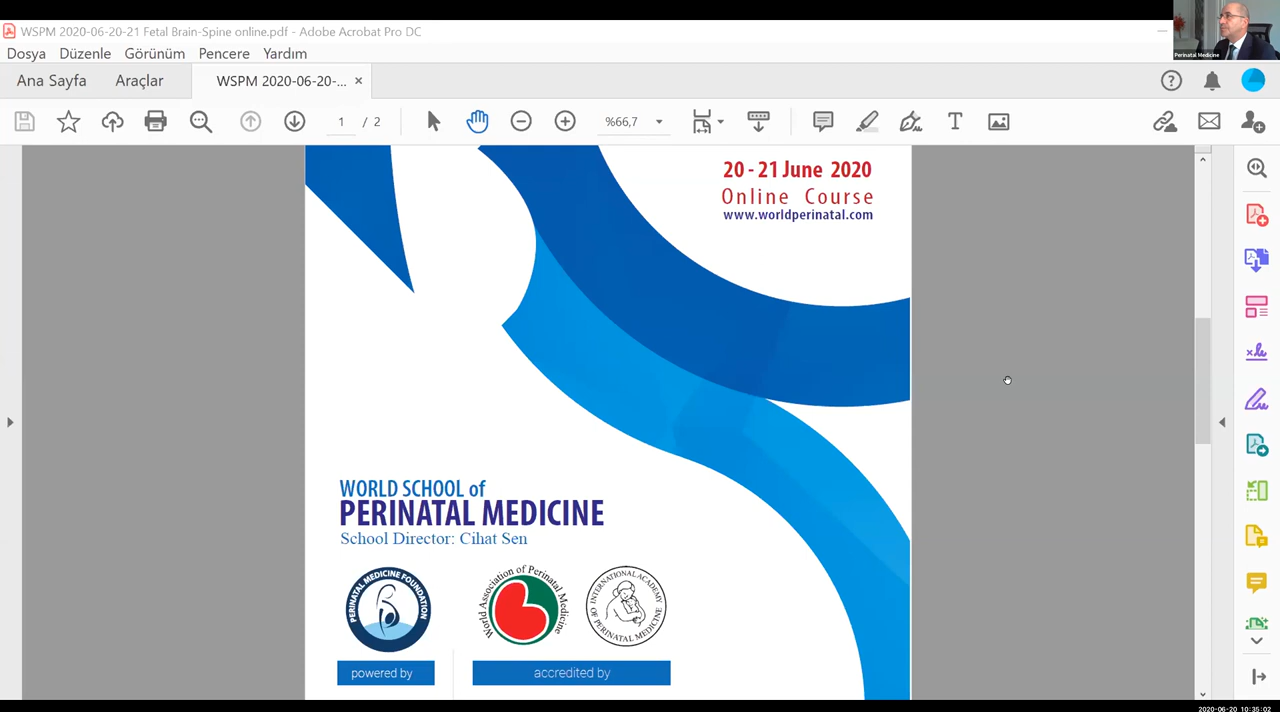 WSPM 2020-06-20-21 Fetal Brain-Spine online.pdf - Adobe Acrobat Pro DC
Perinatal Medicine
Dosya Düzenle Görünüm Pencere Yardım
Ana Sayfa Araçlar WSPM 2020-06-20-... ×
1 / 2 %66,7
20 - 21 June 2020
Online Course
www.worldperinatal.com
WORLD SCHOOL of
PERINATAL MEDICINE
School Director: Cihat Sen
PERINATAL MEDICINE FOUNDATION
World Association of Perinatal Medicine
INTERNATIONAL ACADEMY OF PERINATAL MEDICINE
powered by
accredited by
2020-06-20 10:35:02